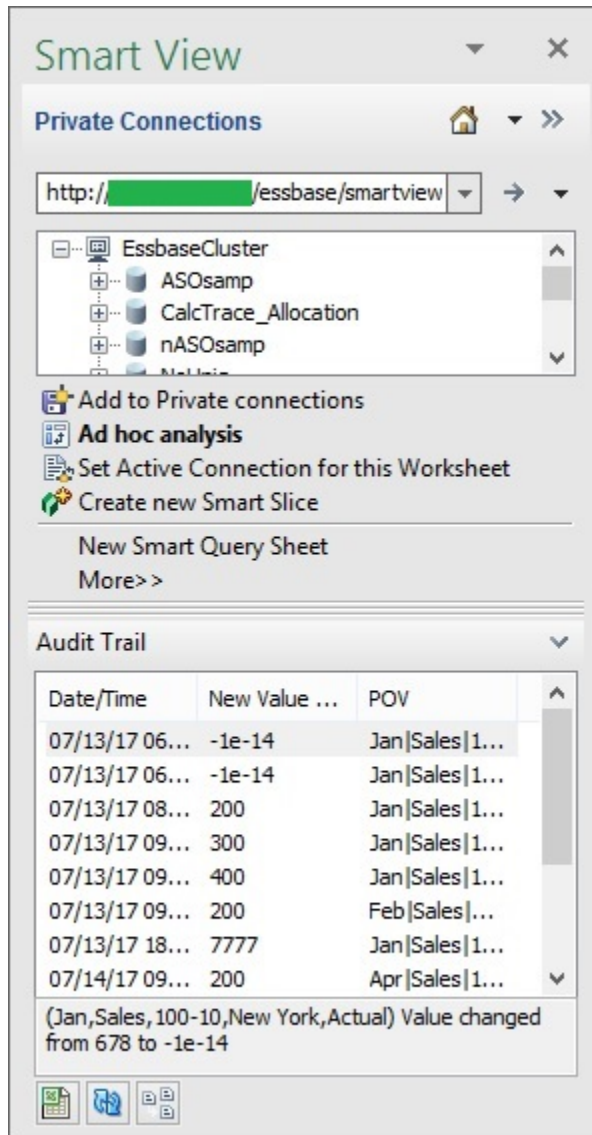 Smart View
Private Connections
http:// /essbase/smartview
EssbaseCluster
ASOsamp
CalcTrace_Allocation
nASOsamp
Add to Private connections
Ad hoc analysis
Set Active Connection for this Worksheet
Create new Smart Slice
New Smart Query Sheet
More>>
Audit Trail
Date/Time New Value ... POV
07/13/17 06... -1e-14 Jan|Sales|1...
07/13/17 06... -1e-14 Jan|Sales|1...
07/13/17 08... 200 Jan|Sales|1...
07/13/17 09... 300 Jan|Sales|1...
07/13/17 09... 400 Jan|Sales|1...
07/13/17 09... 200 Feb|Sales|...
07/13/17 18... 7777 Jan|Sales|1...
07/14/17 09... 200 Apr|Sales|1...
(Jan,Sales,100-10,New York,Actual) Value changed
from 678 to -1e-14